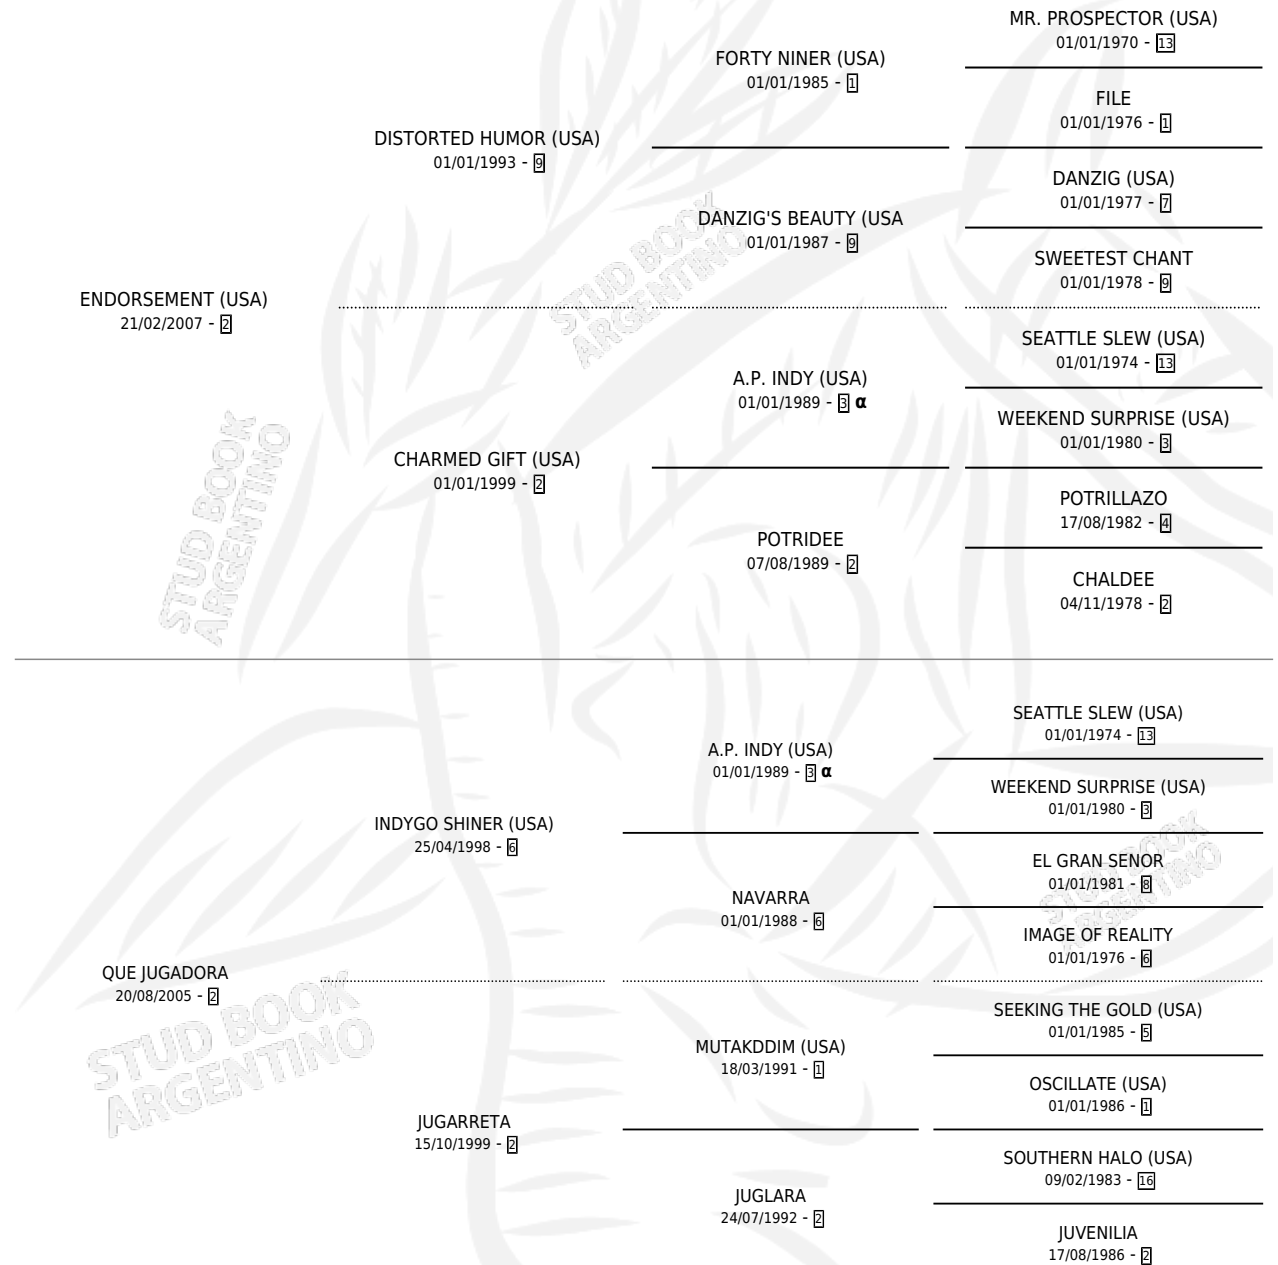 MR. PROSPECTOR (USA)
01/01/1970 - 13
FORTY NINER (USA)
01/01/1985 - 1
FILE
01/01/1976 - 1
DISTORTED HUMOR (USA)
01/01/1993 - 9
DANZIG (USA)
01/01/1977 - 7
DANZIG'S BEAUTY (USA
01/01/1987 - 9
SWEETEST CHANT
01/01/1978 - 9
ENDORSEMENT (USA)
21/02/2007 - 2
STUD BOOK
ARGENTINO
SEATTLE SLEW (USA)
01/01/1974 - 13
A.P. INDY (USA)
01/01/1989 - 3 α
WEEKEND SURPRISE (USA)
01/01/1980 - 3
CHARMED GIFT (USA)
01/01/1999 - 2
POTRILLAZO
17/08/1982 - 4
POTRIDEE
07/08/1989 - 2
CHALDEE
04/11/1978 - 2
STUD BOOK
ARGENTINO
SEATTLE SLEW (USA)
01/01/1974 - 13
A.P. INDY (USA)
01/01/1989 - 3 α
WEEKEND SURPRISE (USA)
01/01/1980 - 3
INDYGO SHINER (USA)
25/04/1998 - 6
EL GRAN SENOR
01/01/1981 - 8
STUD BOOK
ARGENTINO
NAVARRA
01/01/1988 - 6
IMAGE OF REALITY
01/01/1976 - 6
QUE JUGADORA
20/08/2005 - 2
STUD BOOK
ARGENTINO
SEEKING THE GOLD (USA)
01/01/1985 - 5
MUTAKDDIM (USA)
18/03/1991 - 1
OSCILLATE (USA)
01/01/1986 - 1
JUGARRETA
15/10/1999 - 2
SOUTHERN HALO (USA)
09/02/1983 - 16
JUGLARA
24/07/1992 - 2
JUVENILIA
17/08/1986 - 2